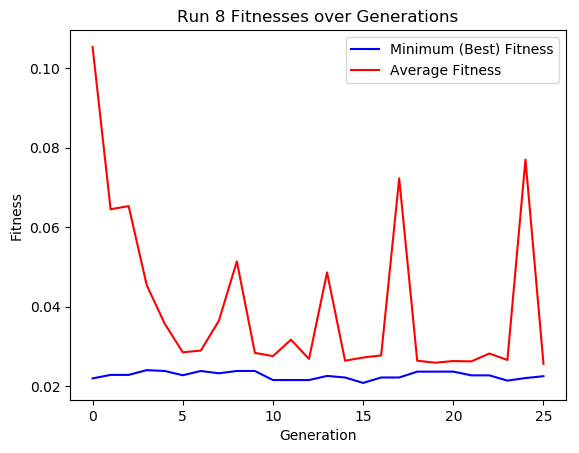 Run 8 Fitnesses over Generations
Minimum (Best) Fitness
Average Fitness
Fitness
0.10
0.08
0.06
0.04
0.02
0 5 10 15 20 25
Generation